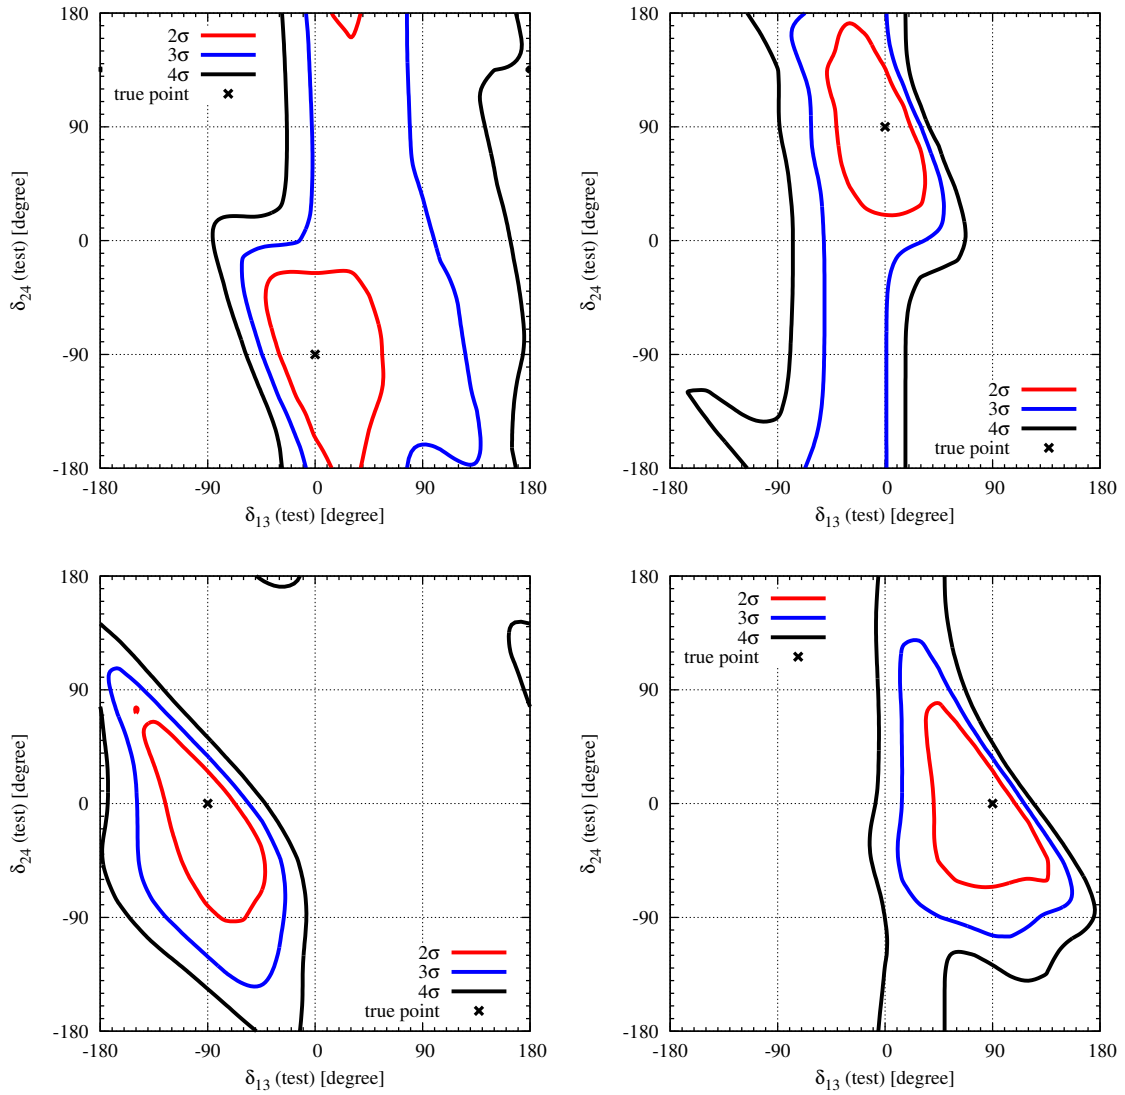 180
90
0
-90
-180
-180
-90
0
90
180
δ24 (test) [degree]
δ13 (test) [degree]
2σ
3σ
4σ
true point
180
90
0
-90
-180
-180
-90
0
90
180
δ24 (test) [degree]
δ13 (test) [degree]
2σ
3σ
4σ
true point
180
90
0
-90
-180
-180
-90
0
90
180
δ24 (test) [degree]
δ13 (test) [degree]
2σ
3σ
4σ
true point
180
90
0
-90
-180
-180
-90
0
90
180
δ24 (test) [degree]
δ13 (test) [degree]
2σ
3σ
4σ
true point